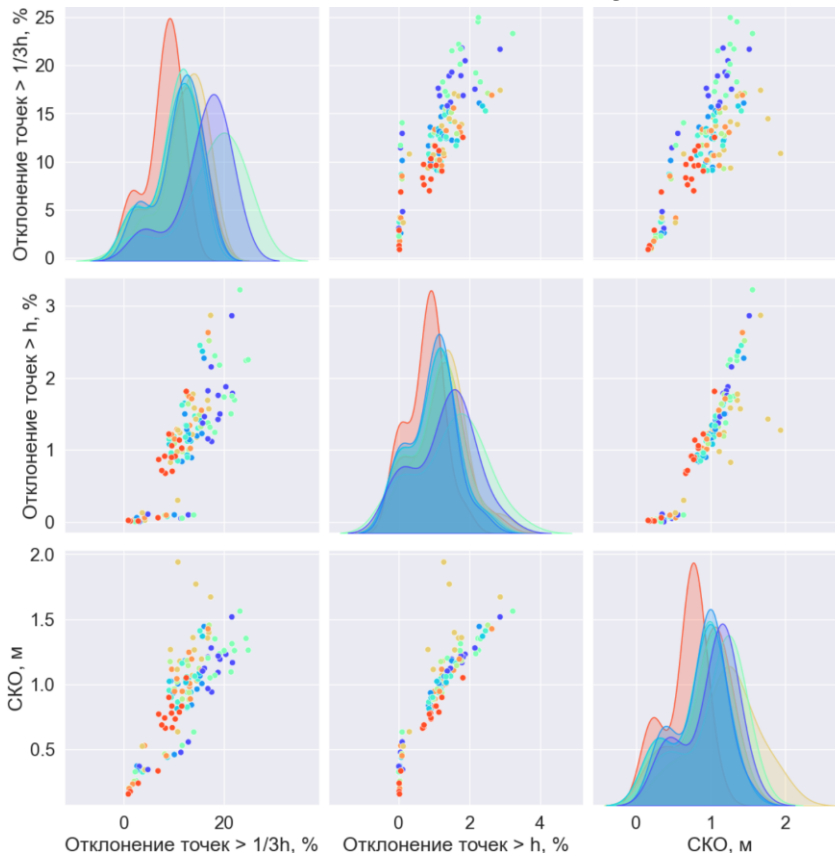 Отклонение точек > 1/3h, %
25
20
15
10
5
0
Отклонение точек > h, %
3
2
1
0
СКО, м
2.0
1.5
1.0
0.5
0 20
0 2 4
0 1 2
Отклонение точек > 1/3h, %
Отклонение точек > h, %
СКО, м